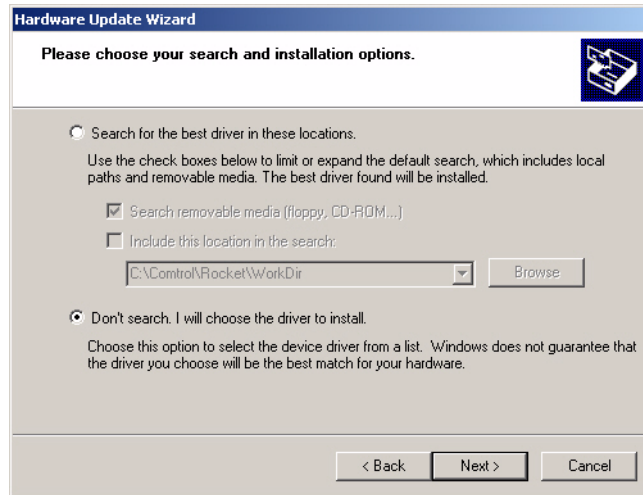 Hardware Update Wizard
Please choose your search and installation options.
Search for the best driver in these locations.
Use the check boxes below to limit or expand the default search, which includes local
paths and removable media. The best driver found will be installed.
Search removable media (floppy, CD-ROM...)
Include this location in the search:
C:\Comtrol\Rocket\WorkDir
Browse
Don't search. I will choose the driver to install.
Choose this option to select the device driver from a list. Windows does not guarantee that
the driver you choose will be the best match for your hardware.
< Back Next > Cancel